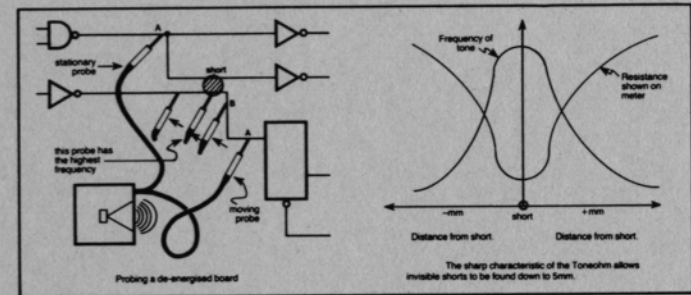 A
stationary
probe
short
B
A
this probe has
the highest
frequency
moving
probe
Probing a de-energised board
Frequency of
tone
Resistance
shown on
meter
–mm
short
+mm
Distance from short.
Distance from short.
The sharp characteristic of the Toneohm allows
invisible shorts to be found down to 5mm.